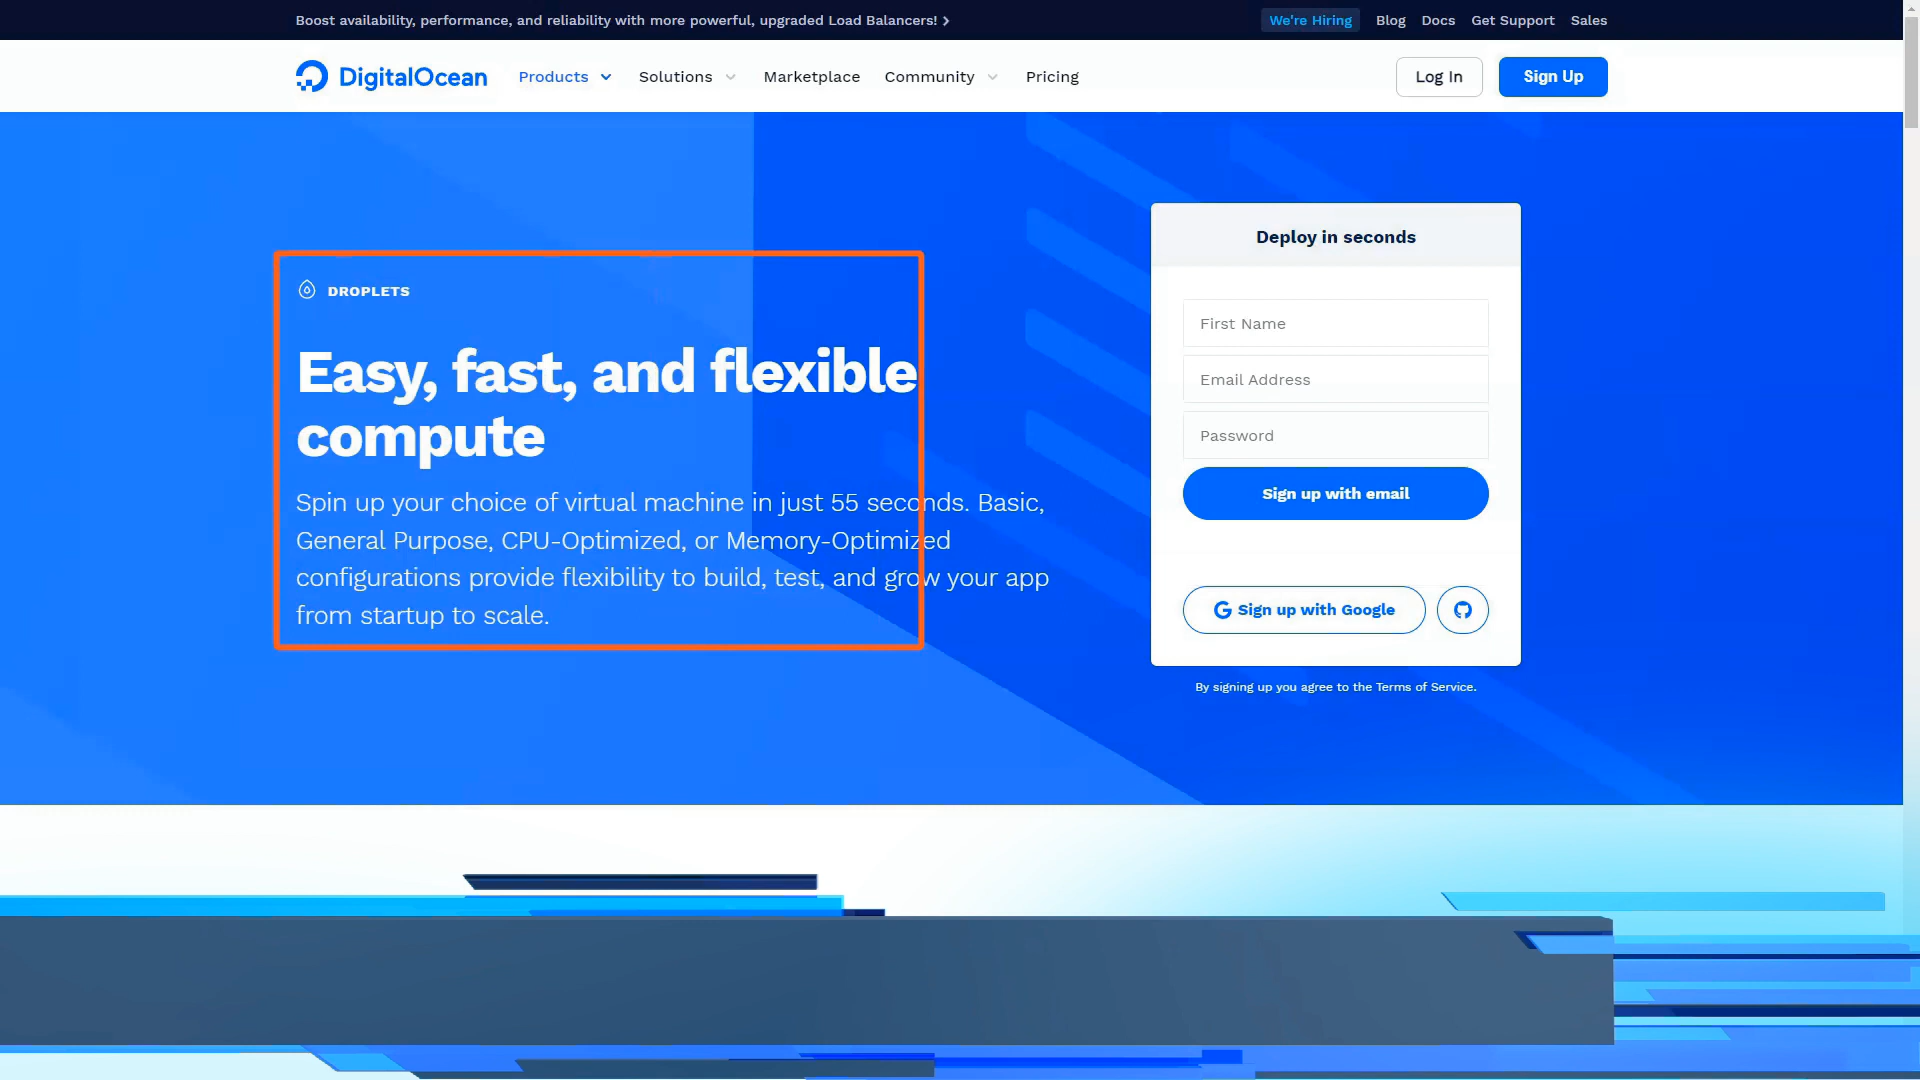 Boost availability, performance, and reliability with more powerful, upgraded Load Balancers!
We're Hiring
Blog
Docs
Get Support
Sales
DigitalOcean
Products
Solutions
Marketplace
Community
Pricing
Log In
Sign Up
DROPLETS
Easy, fast, and flexible
compute
Spin up your choice of virtual machine in just 55 seconds. Basic,
General Purpose, CPU-Optimized, or Memory-Optimized
configurations provide flexibility to build, test, and grow your app
from startup to scale.
Deploy in seconds
First Name
Email Address
Password
Sign up with email
Sign up with Google
By signing up you agree to the Terms of Service.